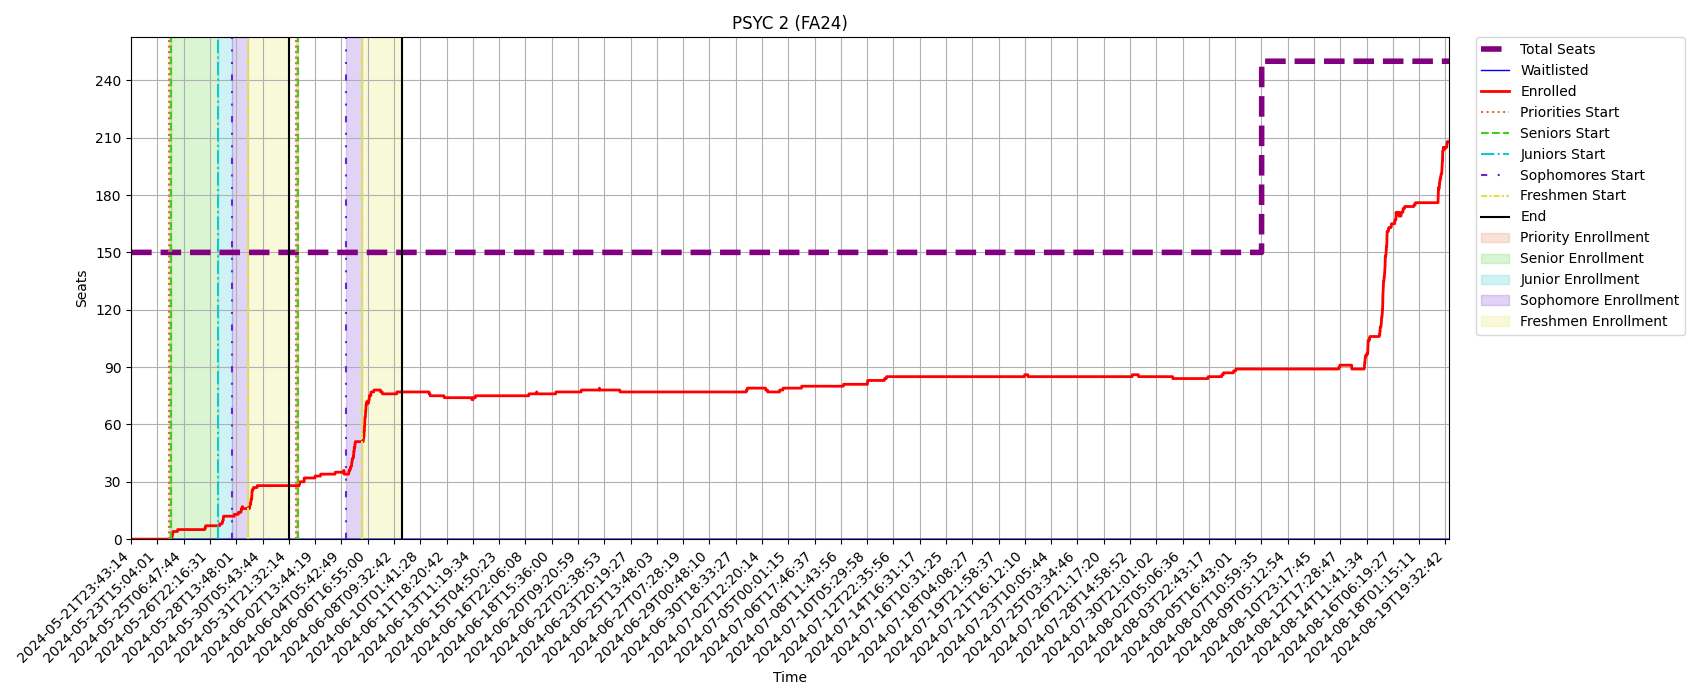 PSYC 2 (FA24)
Seats
240
210
180
150
120
90
60
30
0
2024-05-21T23:43:14
2024-05-23T15:04:01
2024-05-25T06:47:44
2024-05-26T22:16:31
2024-05-28T13:48:01
2024-05-30T05:43:44
2024-05-31T21:32:14
2024-06-02T13:44:19
2024-06-04T05:42:49
2024-06-06T16:55:00
2024-06-08T09:32:42
2024-06-10T01:41:28
2024-06-11T18:20:42
2024-06-13T11:19:34
2024-06-15T04:50:23
2024-06-16T22:06:08
2024-06-18T15:36:00
2024-06-20T09:20:59
2024-06-22T02:38:53
2024-06-23T20:19:27
2024-06-25T13:48:03
2024-06-27T07:28:19
2024-06-29T00:48:10
2024-06-30T18:33:27
2024-07-02T12:20:14
2024-07-05T00:01:15
2024-07-06T17:46:37
2024-07-08T11:43:56
2024-07-10T05:29:58
2024-07-12T22:35:56
2024-07-14T16:31:17
2024-07-16T10:31:25
2024-07-18T04:08:27
2024-07-19T21:58:37
2024-07-21T16:12:10
2024-07-23T10:05:44
2024-07-25T03:34:46
2024-07-26T21:17:20
2024-07-28T14:58:52
2024-07-30T21:01:02
2024-08-02T05:06:36
2024-08-03T22:43:17
2024-08-05T16:43:01
2024-08-07T10:59:35
2024-08-09T05:12:54
2024-08-10T23:17:45
2024-08-12T17:28:47
2024-08-14T11:41:34
2024-08-16T06:19:27
2024-08-18T01:15:11
2024-08-19T19:32:42
Time
Total Seats
Waitlisted
Enrolled
Priorities Start
Seniors Start
Juniors Start
Sophomores Start
Freshmen Start
End
Priority Enrollment
Senior Enrollment
Junior Enrollment
Sophomore Enrollment
Freshmen Enrollment